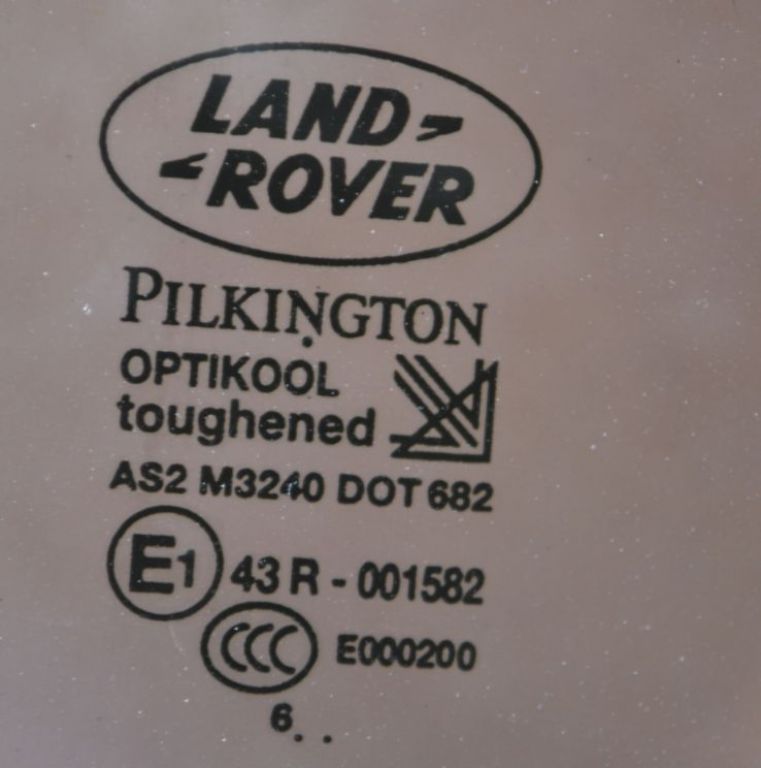 LAND
ROVER
PILKINGTON
OPTIKOOL
toughened
AS2 M3240 DOT 682
E1 43 R - 001582
CCC E000200
6. .